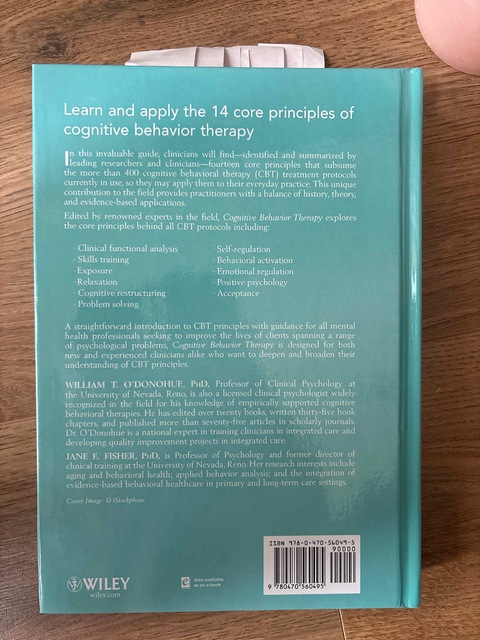 Learn and apply the 14 core principles of
cognitive behavior therapy
In this invaluable guide, clinicians will find—identified and summarized by
leading researchers and clinicians—fourteen core principles that subsume
the more than 400 cognitive behavioral therapy (CBT) treatment protocols
currently in use, so they may apply them to their everyday practice. This unique
contribution to the field provides practitioners with a balance of history, theory,
and evidence-based applications.
Edited by renowned experts in the field, Cognitive Behavior Therapy explores
the core principles behind all CBT protocols including:
· Clinical functional analysis
· Skills training
· Exposure
· Relaxation
· Cognitive restructuring
· Problem solving
· Self-regulation
· Behavioral activation
· Emotional regulation
· Positive psychology
· Acceptance
A straightforward introduction to CBT principles with guidance for all mental
health professionals seeking to improve the lives of clients spanning a range
of psychological problems, Cognitive Behavior Therapy is designed for both
new and experienced clinicians alike who want to deepen and broaden their
understanding of CBT principles.
WILLIAM T. O'DONOHUE, PhD, Professor of Clinical Psychology at
the University of Nevada, Reno, is also a licensed clinical psychologist widely
recognized in the field for his knowledge of empirically supported cognitive
behavioral therapies. He has edited over twenty books, written thirty-five book
chapters, and published more than seventy-five articles in scholarly journals.
Dr. O'Donohue is a national expert in training clinicians in integrated care and
developing quality improvement projects in integrated care.
JANE E. FISHER, PhD, is Professor of Psychology and former director of
clinical training at the University of Nevada, Reno. Her research interests include
aging and behavioral health; applied behavior analysis; and the integration of
evidence-based behavioral healthcare in primary and long-term care settings.
Cover Image: © iStockphoto
ISBN 978-0-470-56049-5
90000
9 780470 560495
WILEY
wiley.com
e
Also available
as an e-book